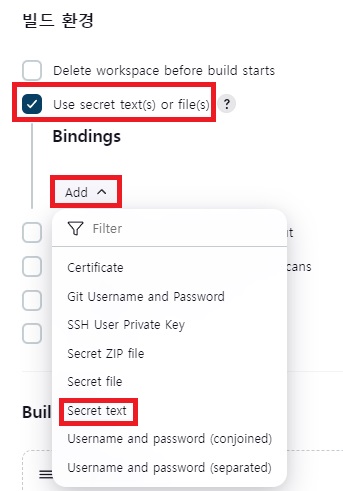 빌드 환경
Delete workspace before build starts
Use secret text(s) or file(s) ?
Bindings
Add
Filter
Certificate
Git Username and Password
SSH User Private Key
Secret ZIP file
Secret file
Secret text
Username and password (conjoined)
Username and password (separated)